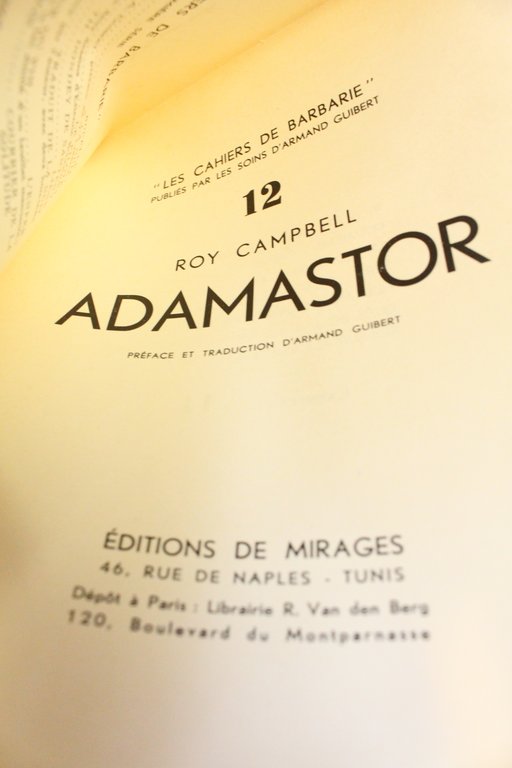 "LES CAHIERS DE BARBARIE"
PUBLIÉS PAR LES SOINS D'ARMAND GUIBERT
12
ROY CAMPBELL
ADAMASTOR
PRÉFACE ET TRADUCTION D'ARMAND GUIBERT
ÉDITIONS DE MIRAGES
46, RUE DE NAPLES - TUNIS
Dépôt à Paris : Librairie R. Van den Berg
120, Boulevard du Montparnasse